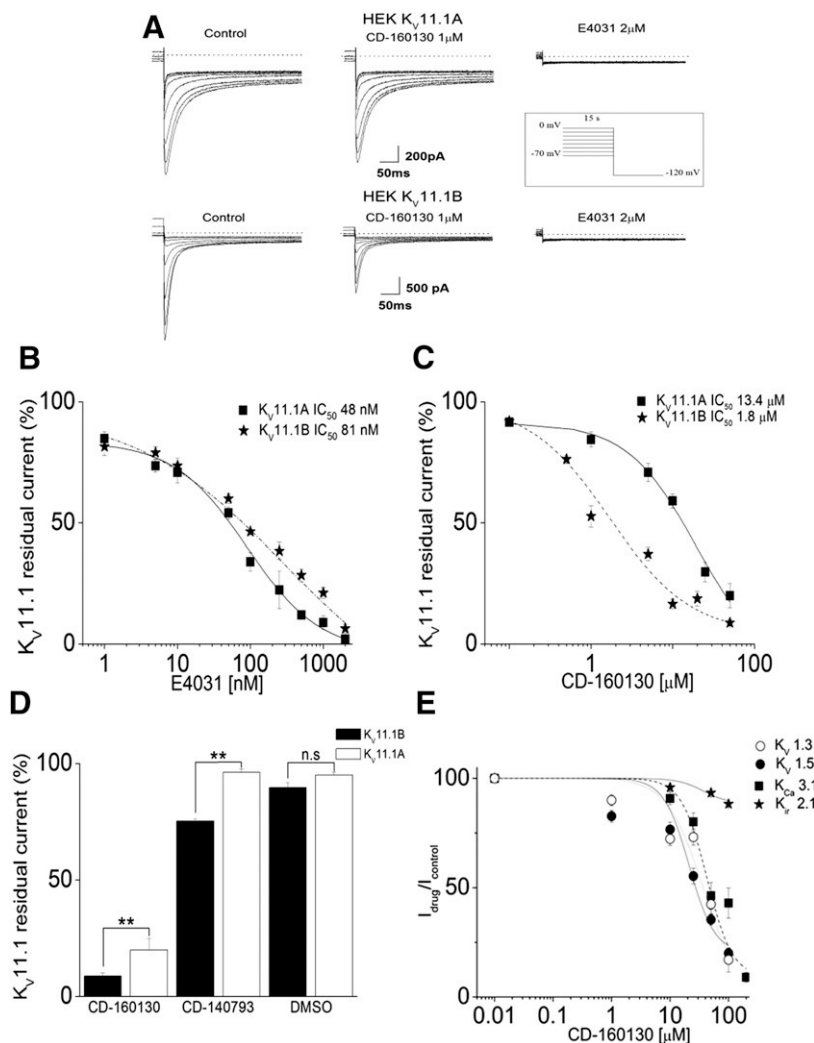 A
HEK KV11.1A
Control
CD-160130 1µM
E4031 2µM
200pA
50ms
15 s
0 mV
-70 mV
-120 mV
HEK KV11.1B
Control
CD-160130 1µM
E4031 2µM
500 pA
50ms
B
KV11.1 residual current (%)
100
50
0
KV11.1A IC50 48 nM
KV11.1B IC50 81 nM
1 10 100 1000
E4031 [nM]
C
KV11.1 residual current (%)
100
50
0
KV11.1A IC50 13.4 µM
KV11.1B IC50 1.8 µM
1 10 100
CD-160130 [µM]
D
KV11.1 residual current (%)
100
50
0
KV11.1B
KV11.1A
**
**
n.s
CD-160130 CD-140793 DMSO
E
Idrug/Icontrol
100
50
0
KV 1.3
KV 1.5
KCa 3.1
Kir 2.1
0.01 0.1 1 10 100
CD-160130 [µM]